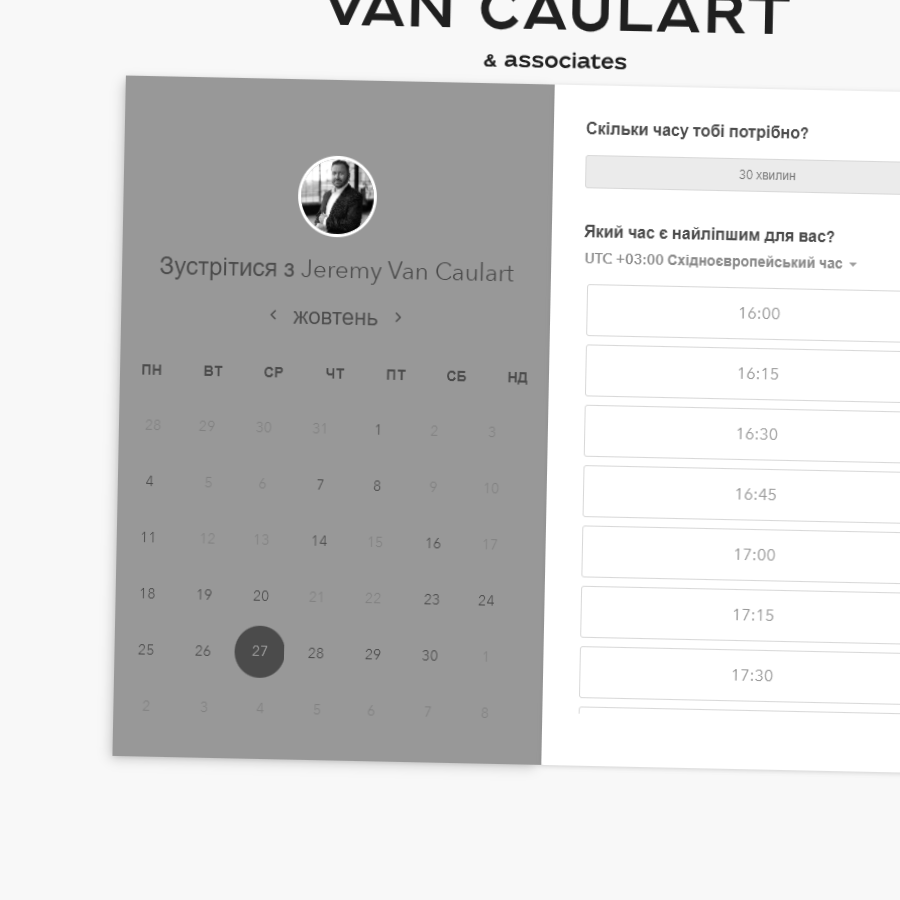 VAN CAULART
& associates
Зустрітися з Jeremy Van Caulart
жовтень
ПН ВТ СР ЧТ ПТ СБ НД
28 29 30 31 1 2 3
4 5 6 7 8 9 10
11 12 13 14 15 16 17
18 19 20 21 22 23 24
25 26 27 28 29 30 1
2 3 4 5 6 7 8
Скільки часу тобі потрібно?
30 хвилин
Який час є найліпшим для вас?
UTC +03:00 Східноєвропейський час
16:00
16:15
16:30
16:45
17:00
17:15
17:30